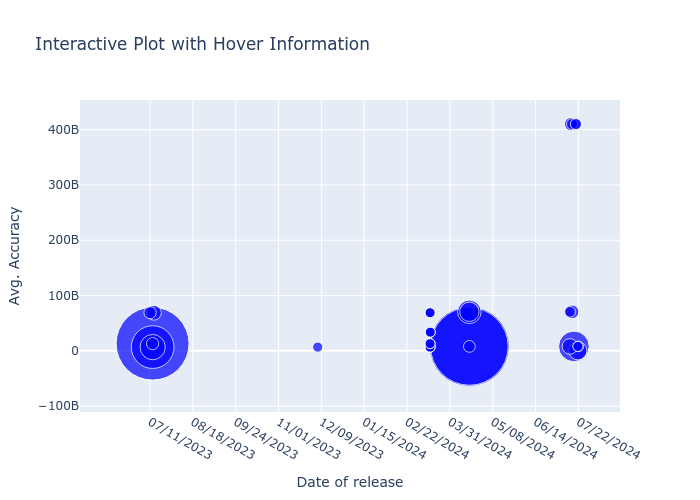 Interactive Plot with Hover Information
Avg. Accuracy
400B
300B
200B
100B
0
−100B
07/11/2023
08/18/2023
09/24/2023
11/01/2023
12/09/2023
01/15/2024
02/22/2024
03/31/2024
05/08/2024
06/14/2024
07/22/2024
Date of release